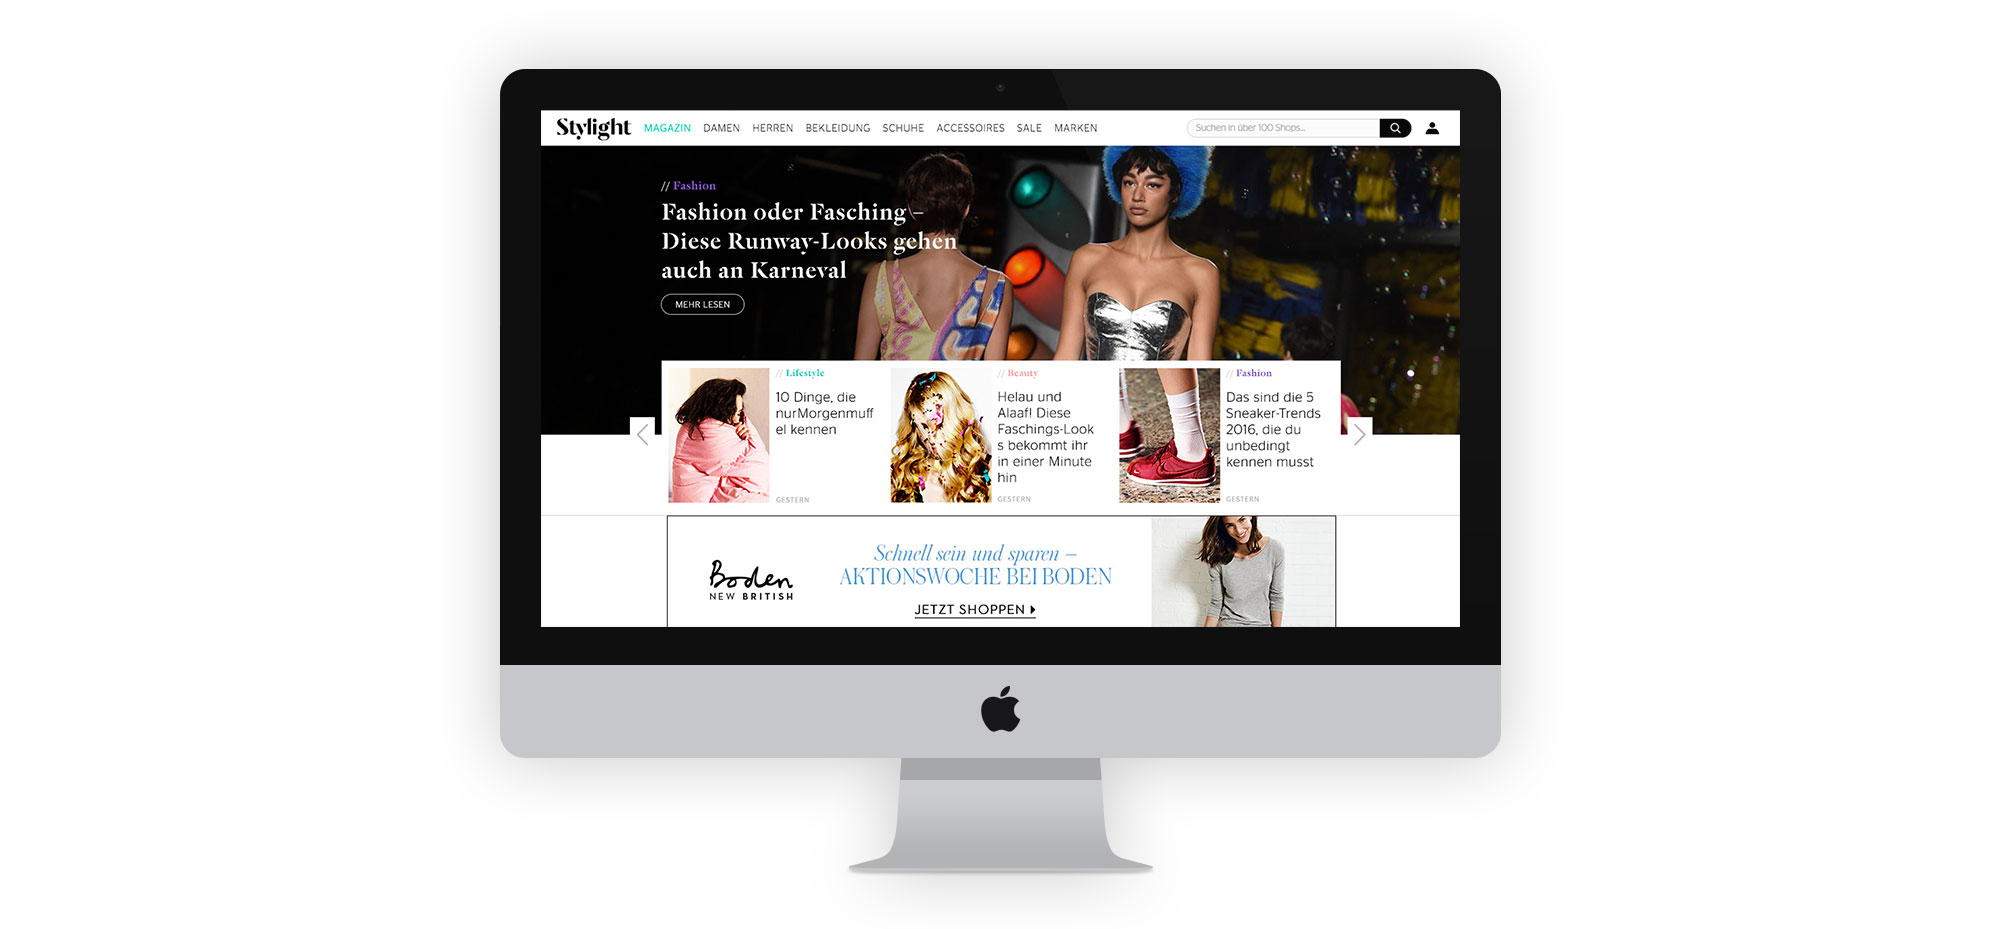 Stylight MAGAZIN DAMEN HERREN BEKLEIDUNG SCHUHE ACCESSOIRES SALE MARKEN Suchen in über 100 Shops...
// Fashion
Fashion oder Fasching –
Diese Runway-Looks gehen
auch an Karneval
MEHR LESEN
// Lifestyle
10 Dinge, die
nurMorgenmuff
el kennen
GESTERN
// Beauty
Helau und
Alaaf! Diese
Faschings-Look
s bekommt ihr
in einer Minute
hin
GESTERN
// Fashion
Das sind die 5
Sneaker-Trends
2016, die du
unbedingt
kennen musst
GESTERN
Boden
NEW BRITISH
Schnell sein und sparen –
AKTIONSWOCHE BEI BODEN
JETZT SHOPPEN